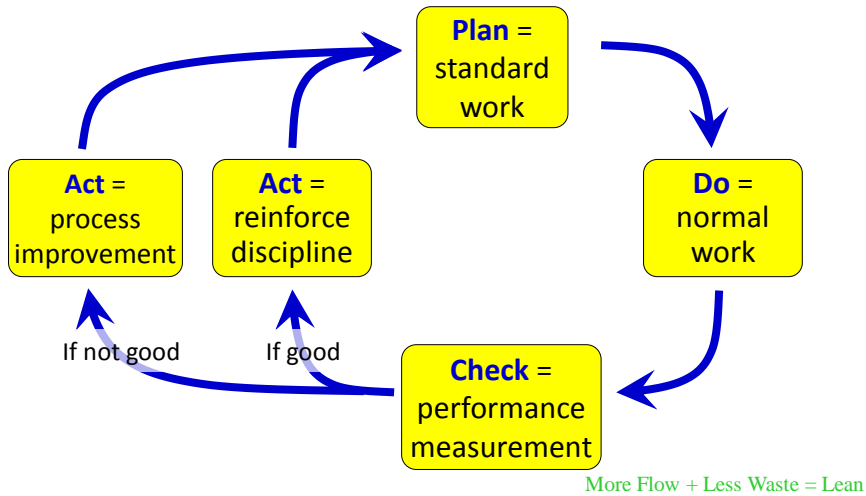 Plan =
standard
work
Act =
process
improvement
Act =
reinforce
discipline
Do =
normal
work
If not good
If good
Check =
performance
measurement
More Flow + Less Waste = Lean